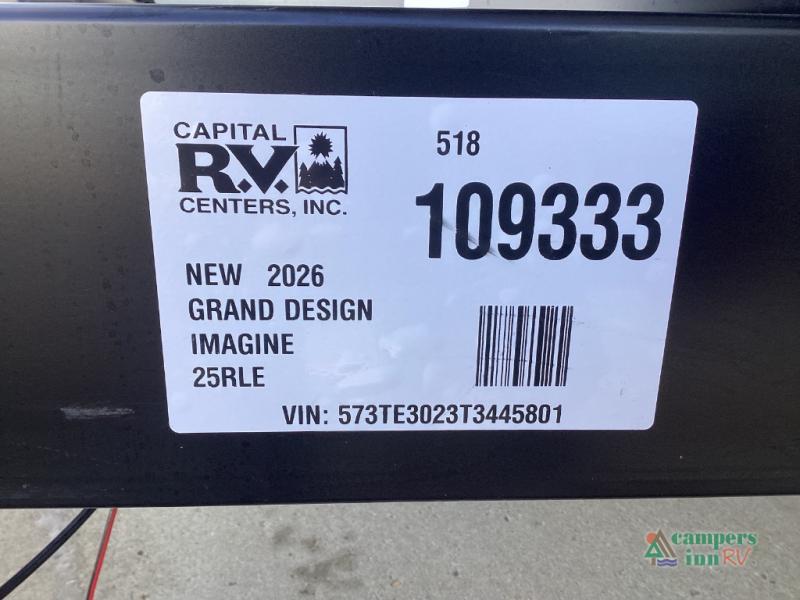 CAPITAL
R.V.
CENTERS, INC.
518
109333
NEW 2026
GRAND DESIGN
IMAGINE
25RLE
VIN: 573TE3023T3445801
campers
inn RV